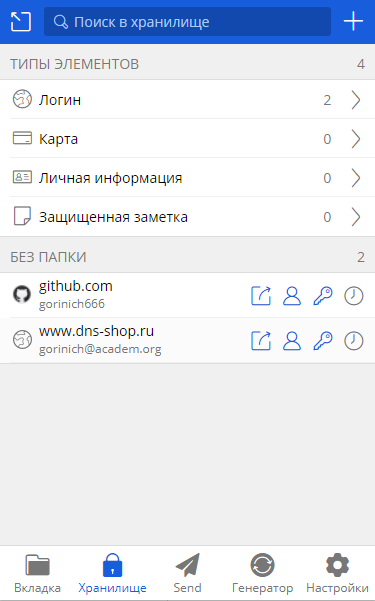 Поиск в хранилище
ТИПЫ ЭЛЕМЕНТОВ 4
Логин 2
Карта 0
Личная информация 0
Защищенная заметка 0
БЕЗ ПАПКИ 2
github.com
gorinich666
www.dns-shop.ru
gorinich@academ.org
Вкладка Хранилище Send Генератор Настройки